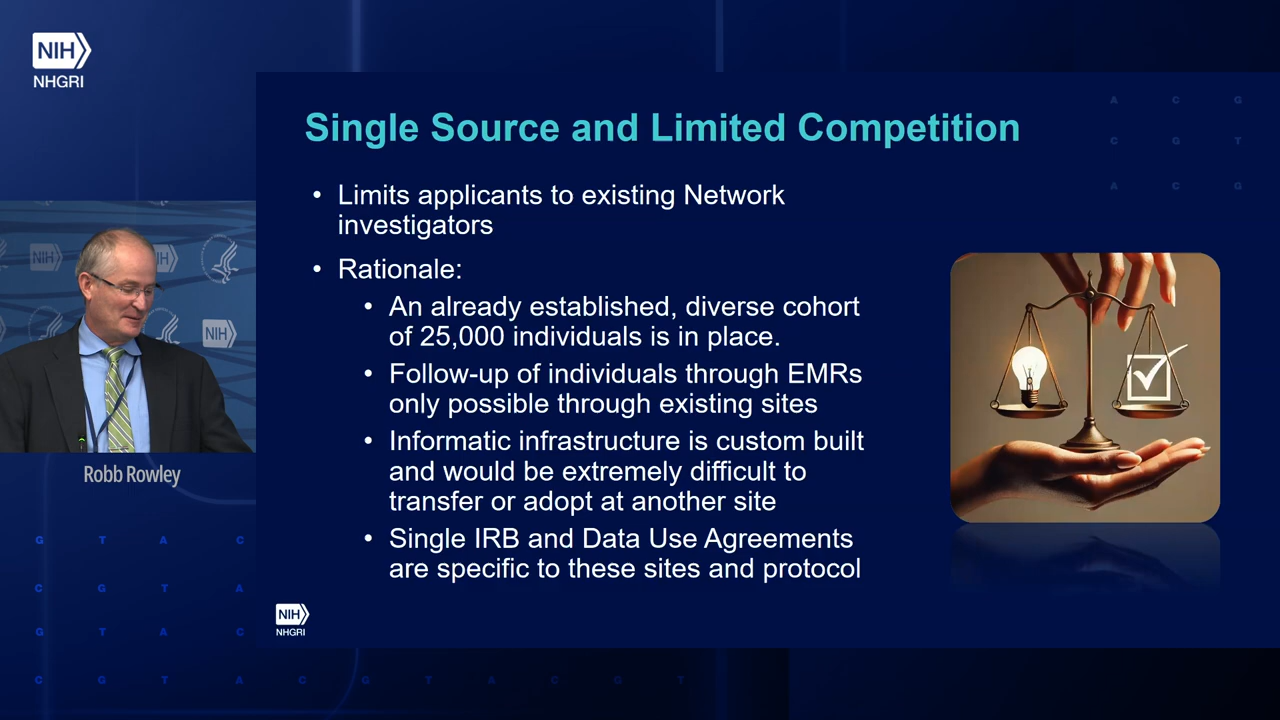 NIH
NHGRI
Single Source and Limited Competition
• Limits applicants to existing Network
investigators
• Rationale:
• An already established, diverse cohort
of 25,000 individuals is in place.
• Follow-up of individuals through EMRs
only possible through existing sites
• Informatic infrastructure is custom built
and would be extremely difficult to
transfer or adopt at another site
• Single IRB and Data Use Agreements
are specific to these sites and protocol
NIH
NHGRI
A C G
C G T
A C G
NIH
NIH
NIH
Robb Rowley
G T A C
C G T A
G T A C
C G T A C G T A C G T